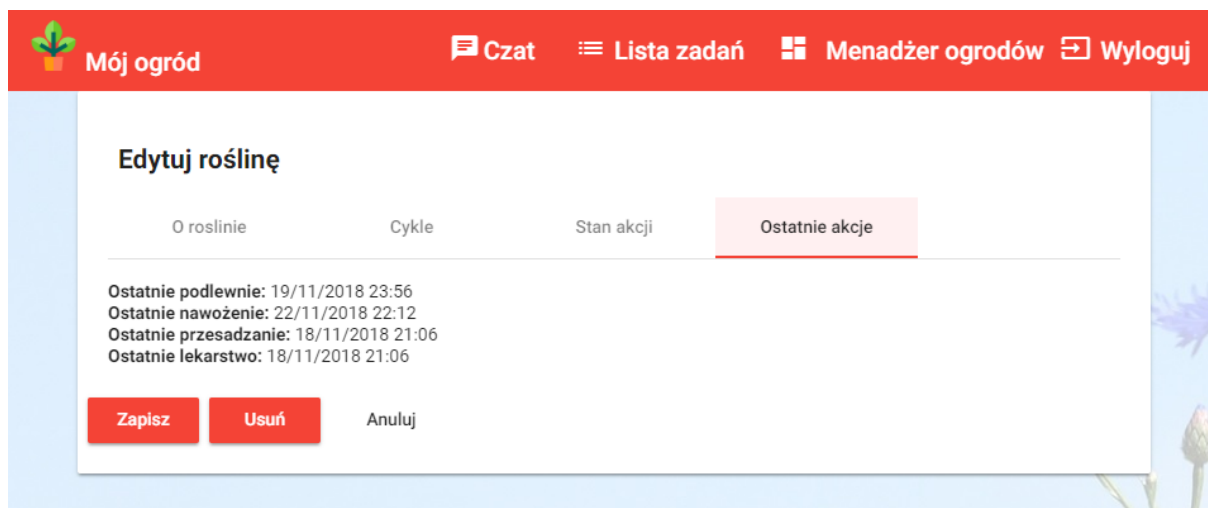 Mój ogród Czat Lista zadań Menadżer ogrodów Wyloguj
Edytuj roślinę
O roslinie Cykle Stan akcji Ostatnie akcje
Ostatnie podlewnie: 19/11/2018 23:56
Ostatnie nawożenie: 22/11/2018 22:12
Ostatnie przesadzanie: 18/11/2018 21:06
Ostatnie lekarstwo: 18/11/2018 21:06
Zapisz Usuń Anuluj